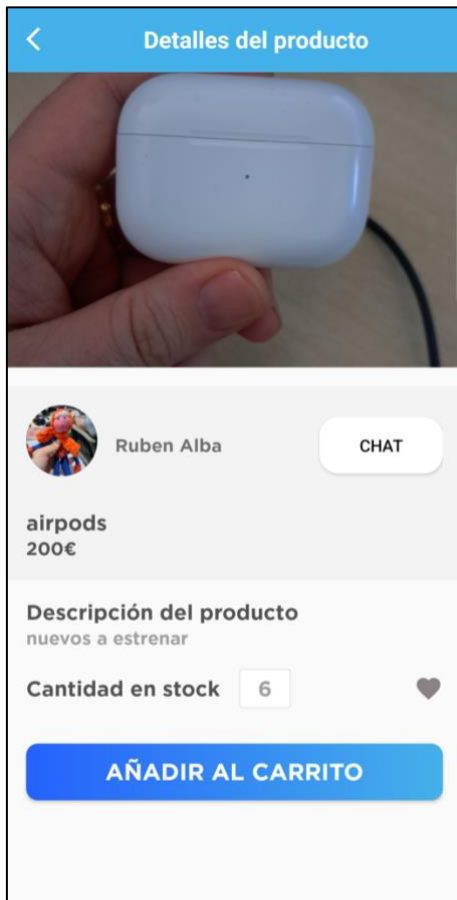 Detalles del producto
Ruben Alba
CHAT
airpods
200€
Descripción del producto
nuevos a estrenar
Cantidad en stock 6
AÑADIR AL CARRITO